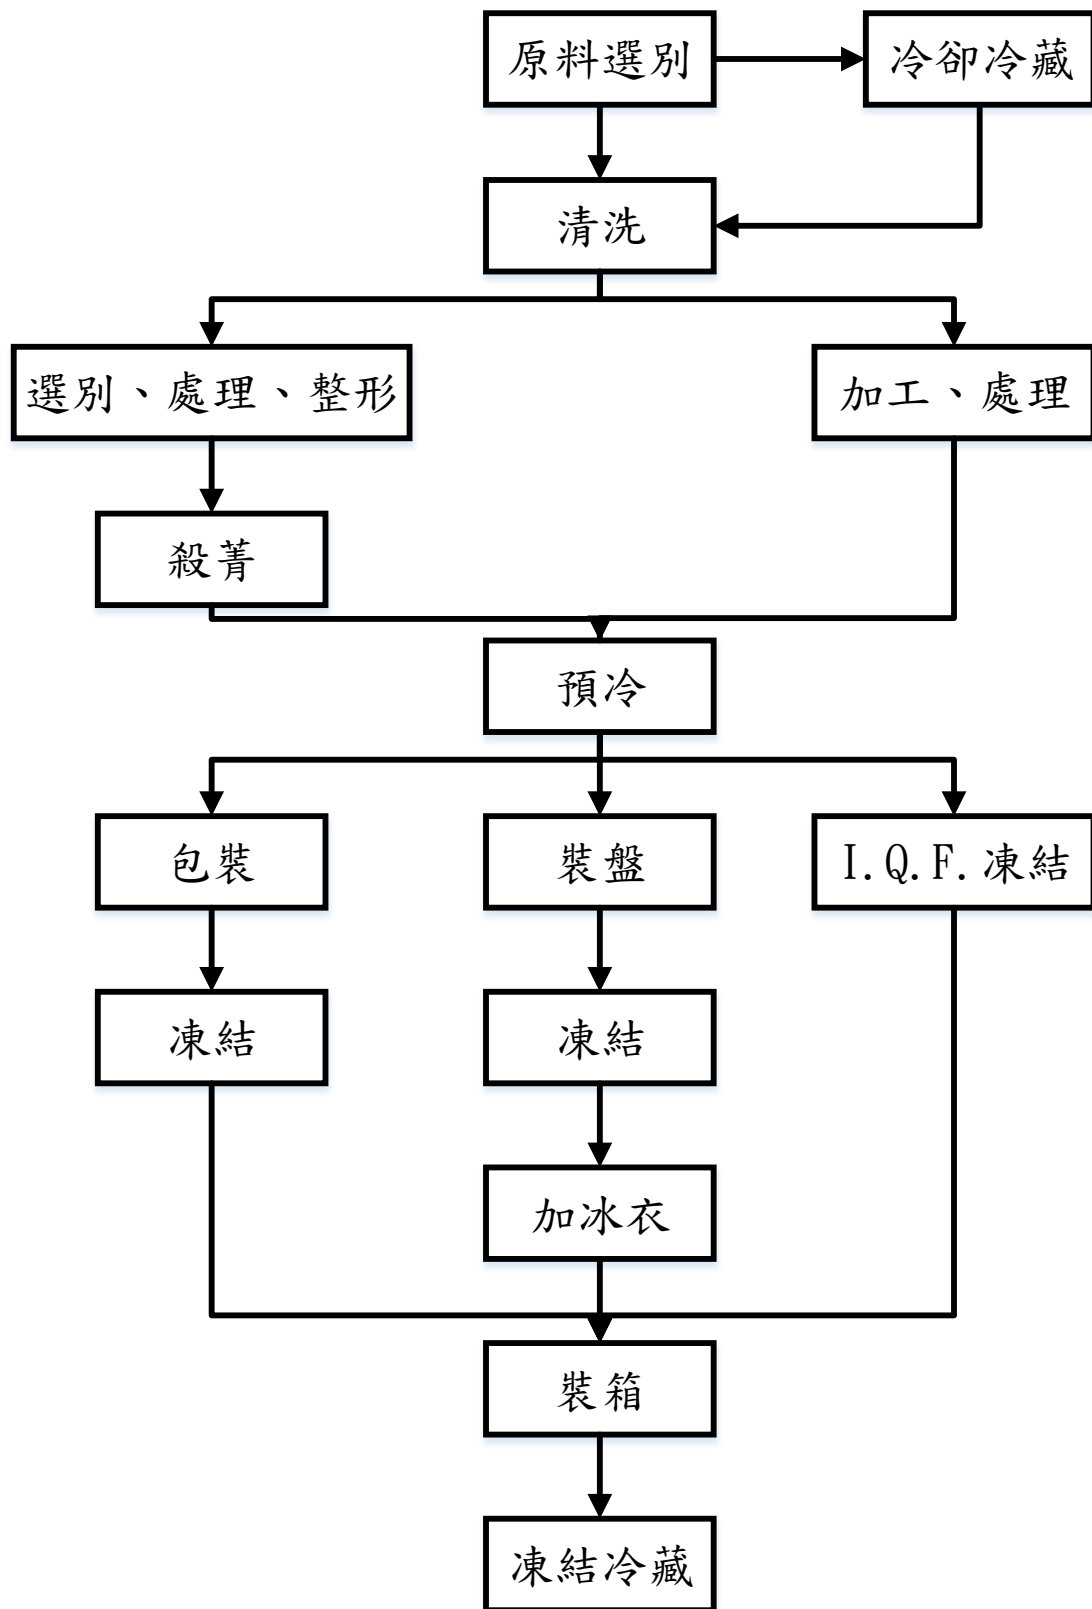 原料選別
冷卻冷藏
清洗
選別、處理、整形
加工、處理
殺菁
預冷
包裝
裝盤
I.Q.F.凍結
凍結
凍結
加冰衣
裝箱
凍結冷藏